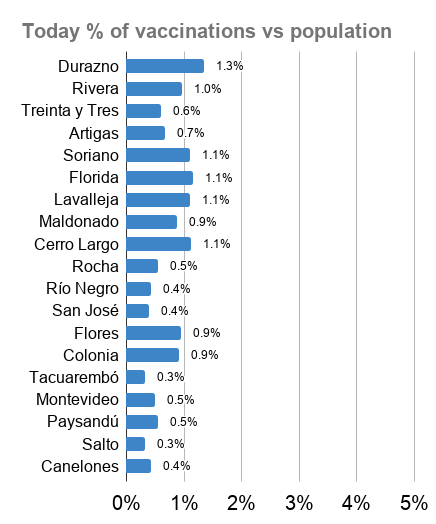 Today % of vaccinations vs population
Durazno 1.3%
Rivera 1.0%
Treinta y Tres 0.6%
Artigas 0.7%
Soriano 1.1%
Florida 1.1%
Lavalleja 1.1%
Maldonado 0.9%
Cerro Largo 1.1%
Rocha 0.5%
Río Negro 0.4%
San José 0.4%
Flores 0.9%
Colonia 0.9%
Tacuarembó 0.3%
Montevideo 0.5%
Paysandú 0.5%
Salto 0.3%
Canelones 0.4%
0% 1% 2% 3% 4% 5%